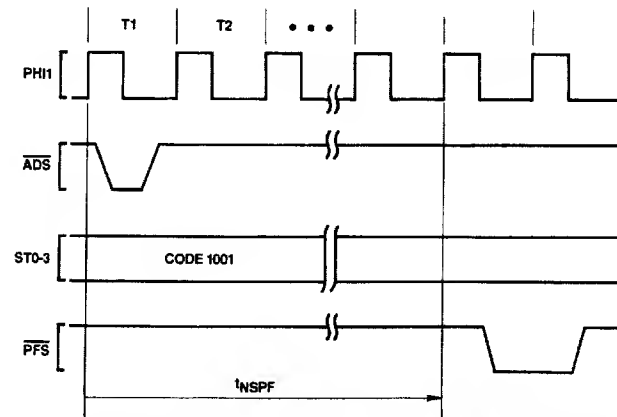 T1 T2 • • •
PHI1
ADS
ST0-3 CODE 1001
PFS
tNSPF